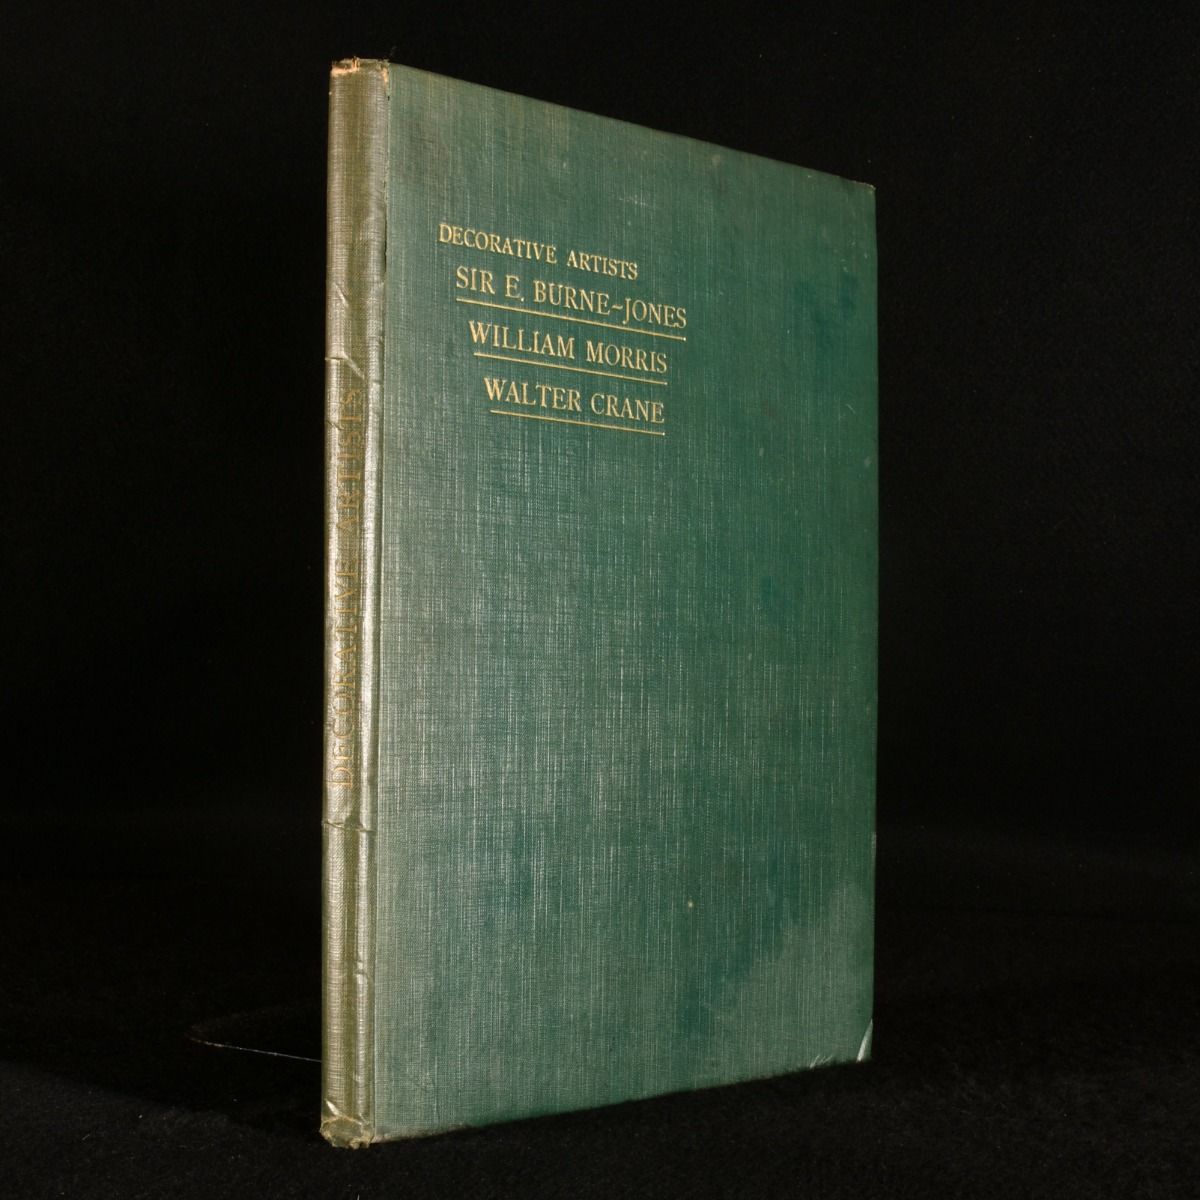 DECORATIVE ARTISTS
SIR E. BURNE-JONES
WILLIAM MORRIS
WALTER CRANE
DECORATIVE ARTISTS